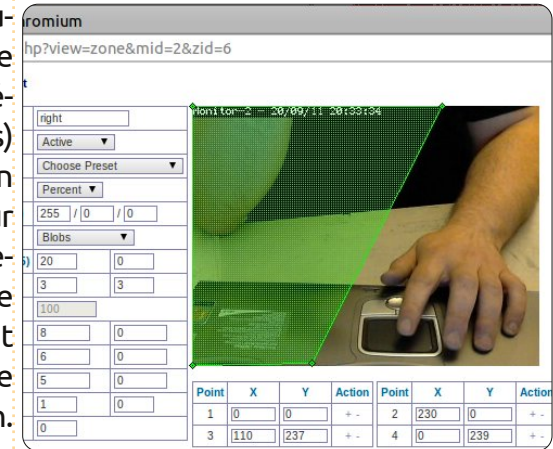 romium
hp?view=zone&mid=2&zid=6
t
right
Active
Choose Preset
Percent
255 / 0 / 0
Blobs
) 20 0
3 3
100
8 0
6 0
5 0
1 0
0
Monitor-2 - 20/09/11 20:33:34
Point X Y Action Point X Y Action
1 0 0 + - 2 230 0 + -
3 110 237 + - 4 0 239 + -
u-
e
e-
s)
n
ur
e-
e
t
e
n.